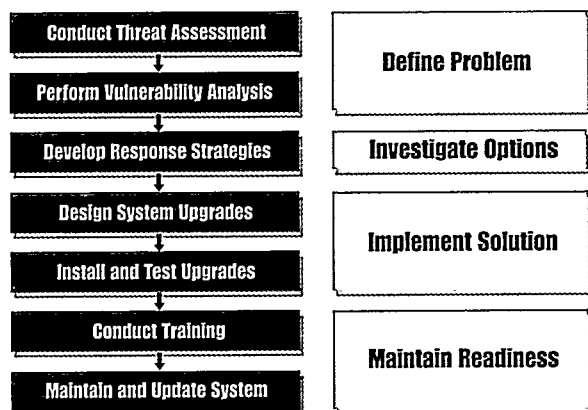 Conduct Threat Assessment
Perform Vulnerability Analysis
Develop Response Strategies
Design System Upgrades
Install and Test Upgrades
Conduct Training
Maintain and Update System
Define Problem
Investigate Options
Implement Solution
Maintain Readiness